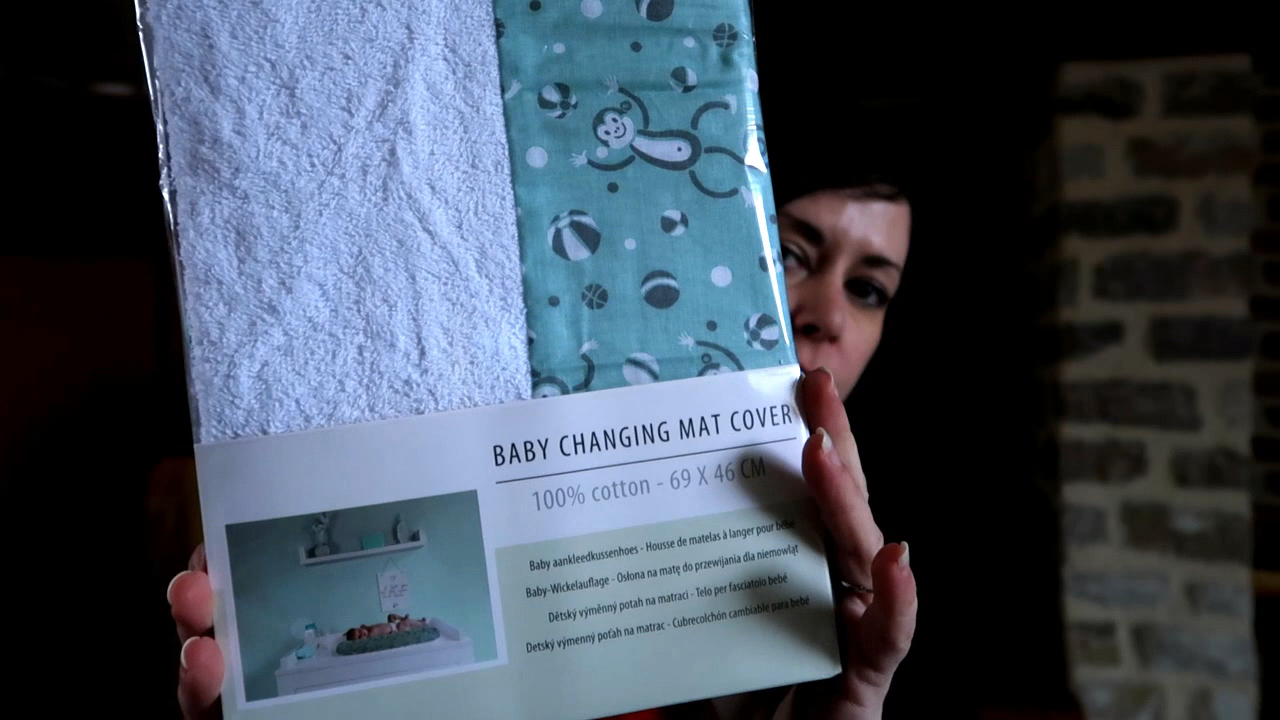 BABY CHANGING MAT COVER
100% cotton - 69 X 46 CM
Baby aankleedkussenhoes - Housse de matelas à langer pour bébé
Baby-Wickelauflage - Osłona na matę do przewijania dla niemowląt
Dětský výměnný potah na matraci - Telo per fasciatoio bebé
Detský výmenný poťah na matrac - Cubrecolchón cambiable para bebé